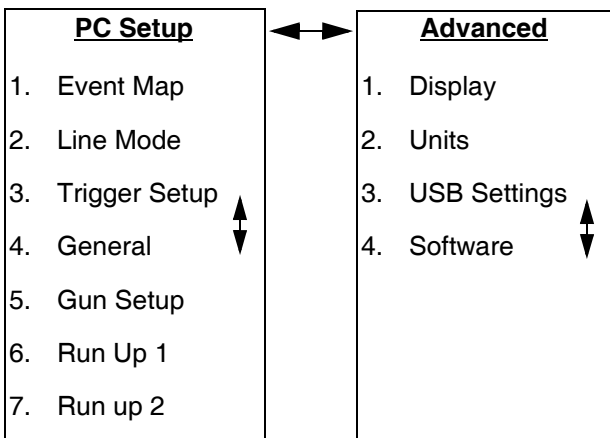 PC Setup
1. Event Map
2. Line Mode
3. Trigger Setup
4. General
5. Gun Setup
6. Run Up 1
7. Run up 2
Advanced
1. Display
2. Units
3. USB Settings
4. Software